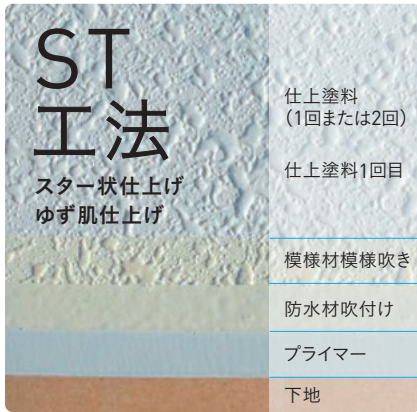 ST
工法
スター状仕上げ
ゆず肌仕上げ
仕上塗料
(1回または2回)
仕上塗料1回目
模様材模様吹き
防水材吹付け
プライマー
下地